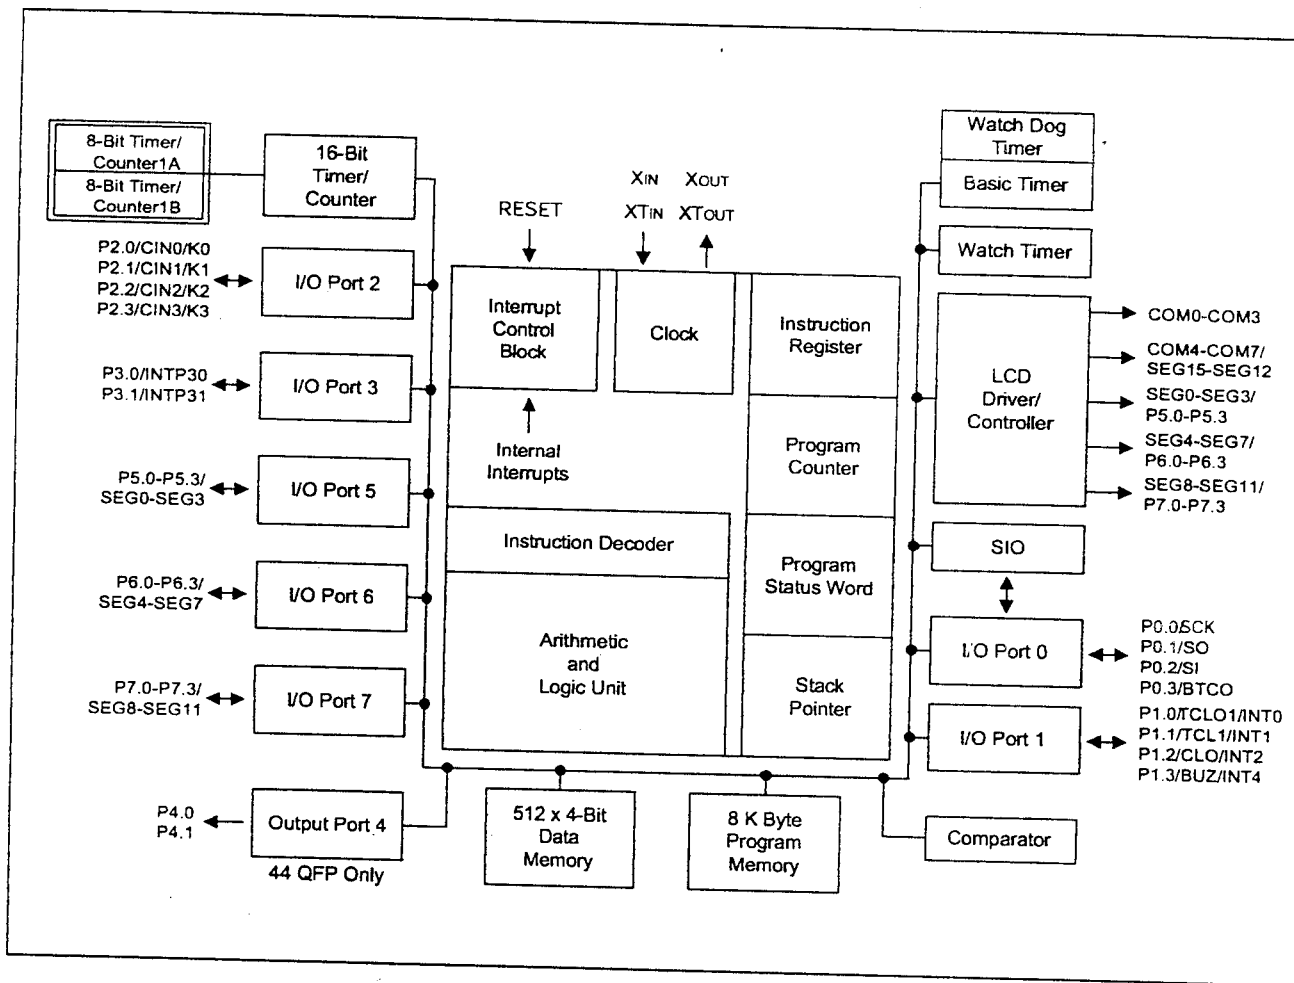 8-Bit Timer/
Counter1A
8-Bit Timer/
Counter1B
16-Bit
Timer/
Counter
P2.0/CIN0/K0
P2.1/CIN1/K1
P2.2/CIN2/K2
P2.3/CIN3/K3
I/O Port 2
P3.0/INTP30
P3.1/INTP31
I/O Port 3
P5.0-P5.3/
SEG0-SEG3
I/O Port 5
P6.0-P6.3/
SEG4-SEG7
I/O Port 6
P7.0-P7.3/
SEG8-SEG11
I/O Port 7
P4.0
P4.1
Output Port 4
44 QFP Only
RESET
XIN XOUT
XTIN XTOUT
Interrupt
Control
Block
Clock
Instruction
Register
Internal
Interrupts
Program
Counter
Instruction Decoder
Program
Status Word
Arithmetic
and
Logic Unit
Stack
Pointer
512 x 4-Bit
Data
Memory
8 K Byte
Program
Memory
Watch Dog
Timer
Basic Timer
Watch Timer
LCD
Driver/
Controller
COM0-COM3
COM4-COM7/
SEG15-SEG12
SEG0-SEG3/
P5.0-P5.3
SEG4-SEG7/
P6.0-P6.3
SEG8-SEG11/
P7.0-P7.3
SIO
I/O Port 0
P0.0/SCK
P0.1/SO
P0.2/SI
P0.3/BTCO
I/O Port 1
P1.0/TCLO1/INT0
P1.1/TCL1/INT1
P1.2/CLO/INT2
P1.3/BUZ/INT4
Comparator